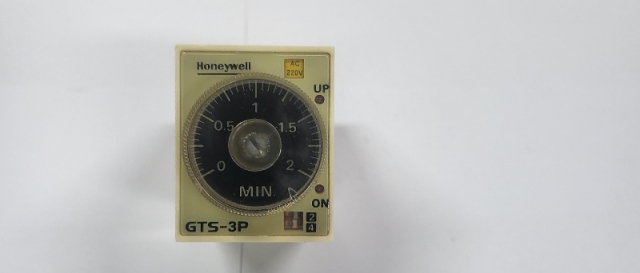 Honeywell
AC
220V
UP
1
0.5
1.5
0
2
MIN
ON
GTS-3P
2
4